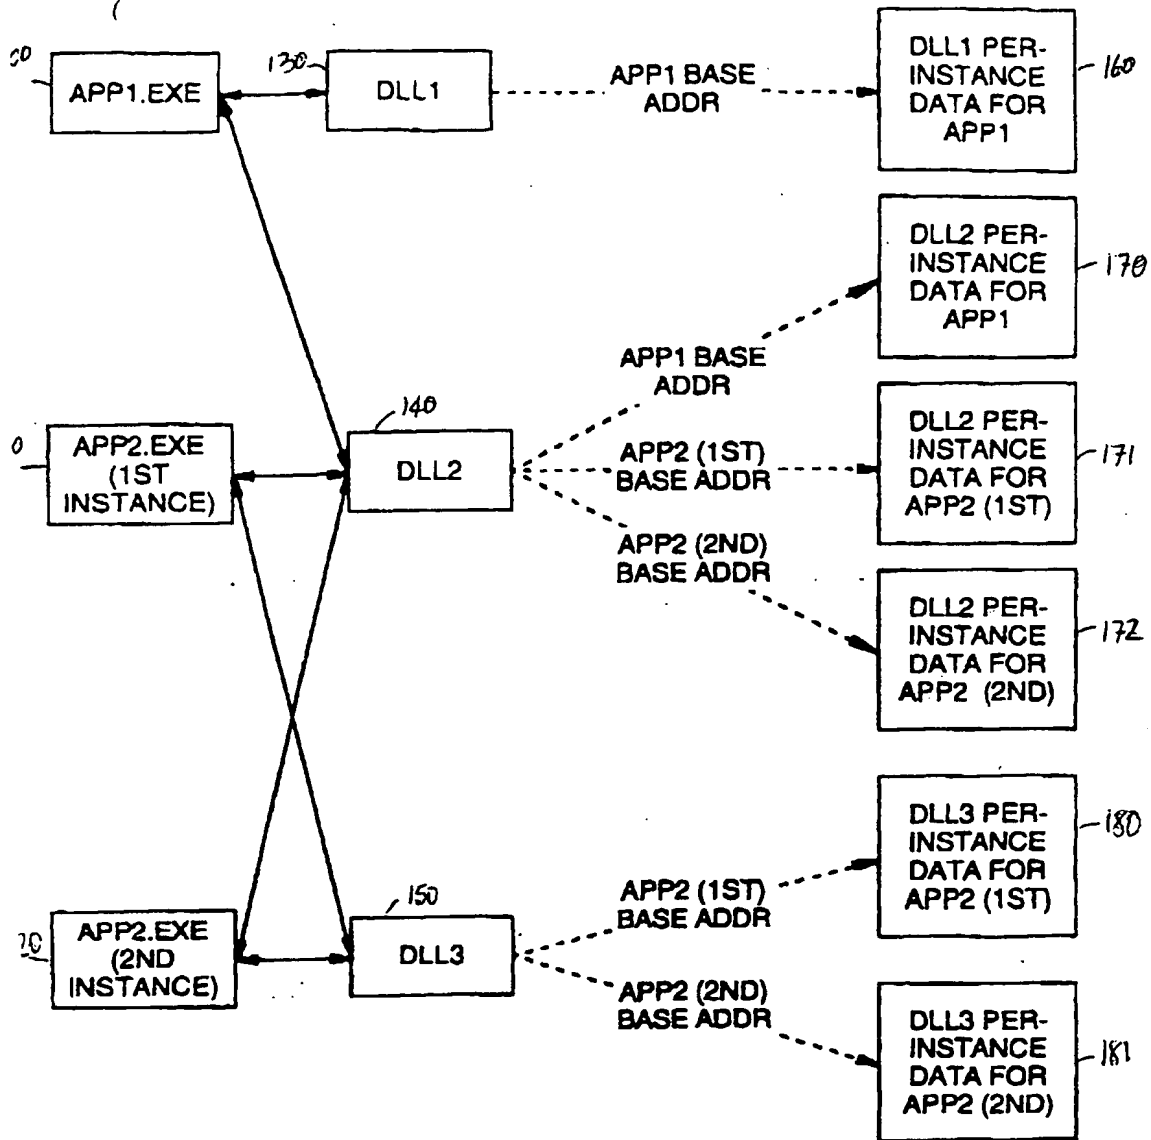 APP1.EXE
130
DLL1
APP1 BASE
ADDR
DLL1 PER-
INSTANCE
DATA FOR
APP1
160
DLL2 PER-
INSTANCE
DATA FOR
APP1
170
APP1 BASE
ADDR
APP2.EXE
(1ST
INSTANCE)
140
DLL2
APP2 (1ST)
BASE ADDR
DLL2 PER-
INSTANCE
DATA FOR
APP2 (1ST)
171
APP2 (2ND)
BASE ADDR
DLL2 PER-
INSTANCE
DATA FOR
APP2 (2ND)
172
DLL3 PER-
INSTANCE
DATA FOR
APP2 (1ST)
180
APP2.EXE
(2ND
INSTANCE)
150
DLL3
APP2 (1ST)
BASE ADDR
APP2 (2ND)
BASE ADDR
DLL3 PER-
INSTANCE
DATA FOR
APP2 (2ND)
181